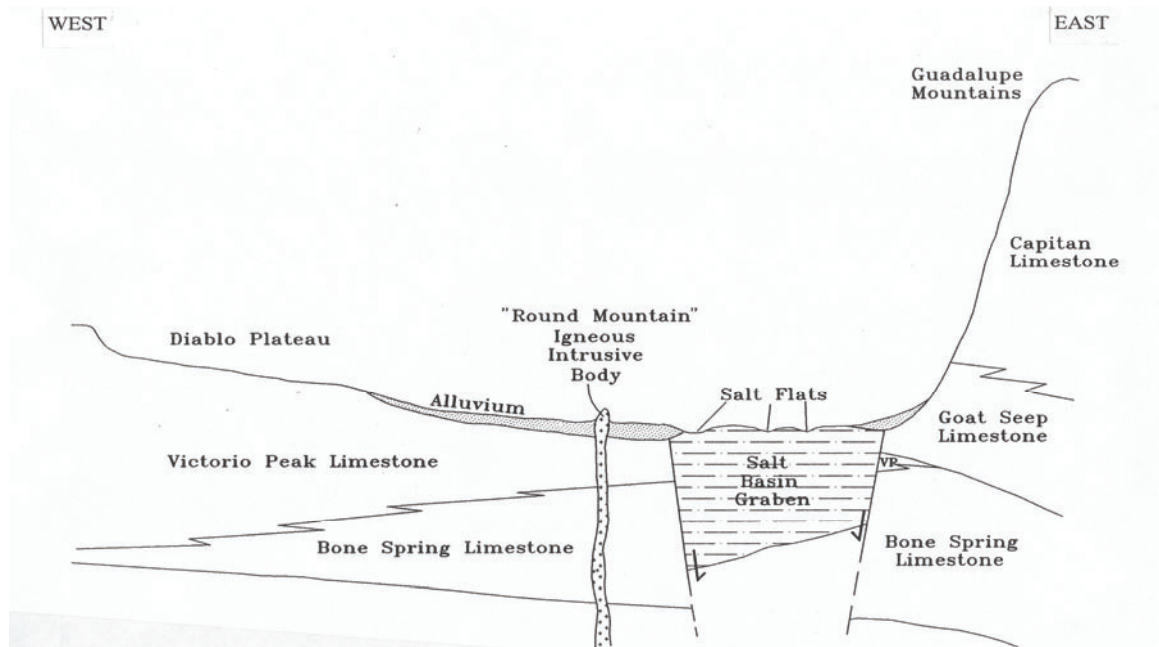 WEST
EAST
Guadalupe
Mountains
Capitan
Limestone
"Round Mountain"
Igneous
Intrusive
Body
Diablo Plateau
Alluvium
Salt Flats
Goat Seep
Limestone
Victorio Peak Limestone
Salt
Basin
Graben
VP
Bone Spring Limestone
Bone Spring
Limestone